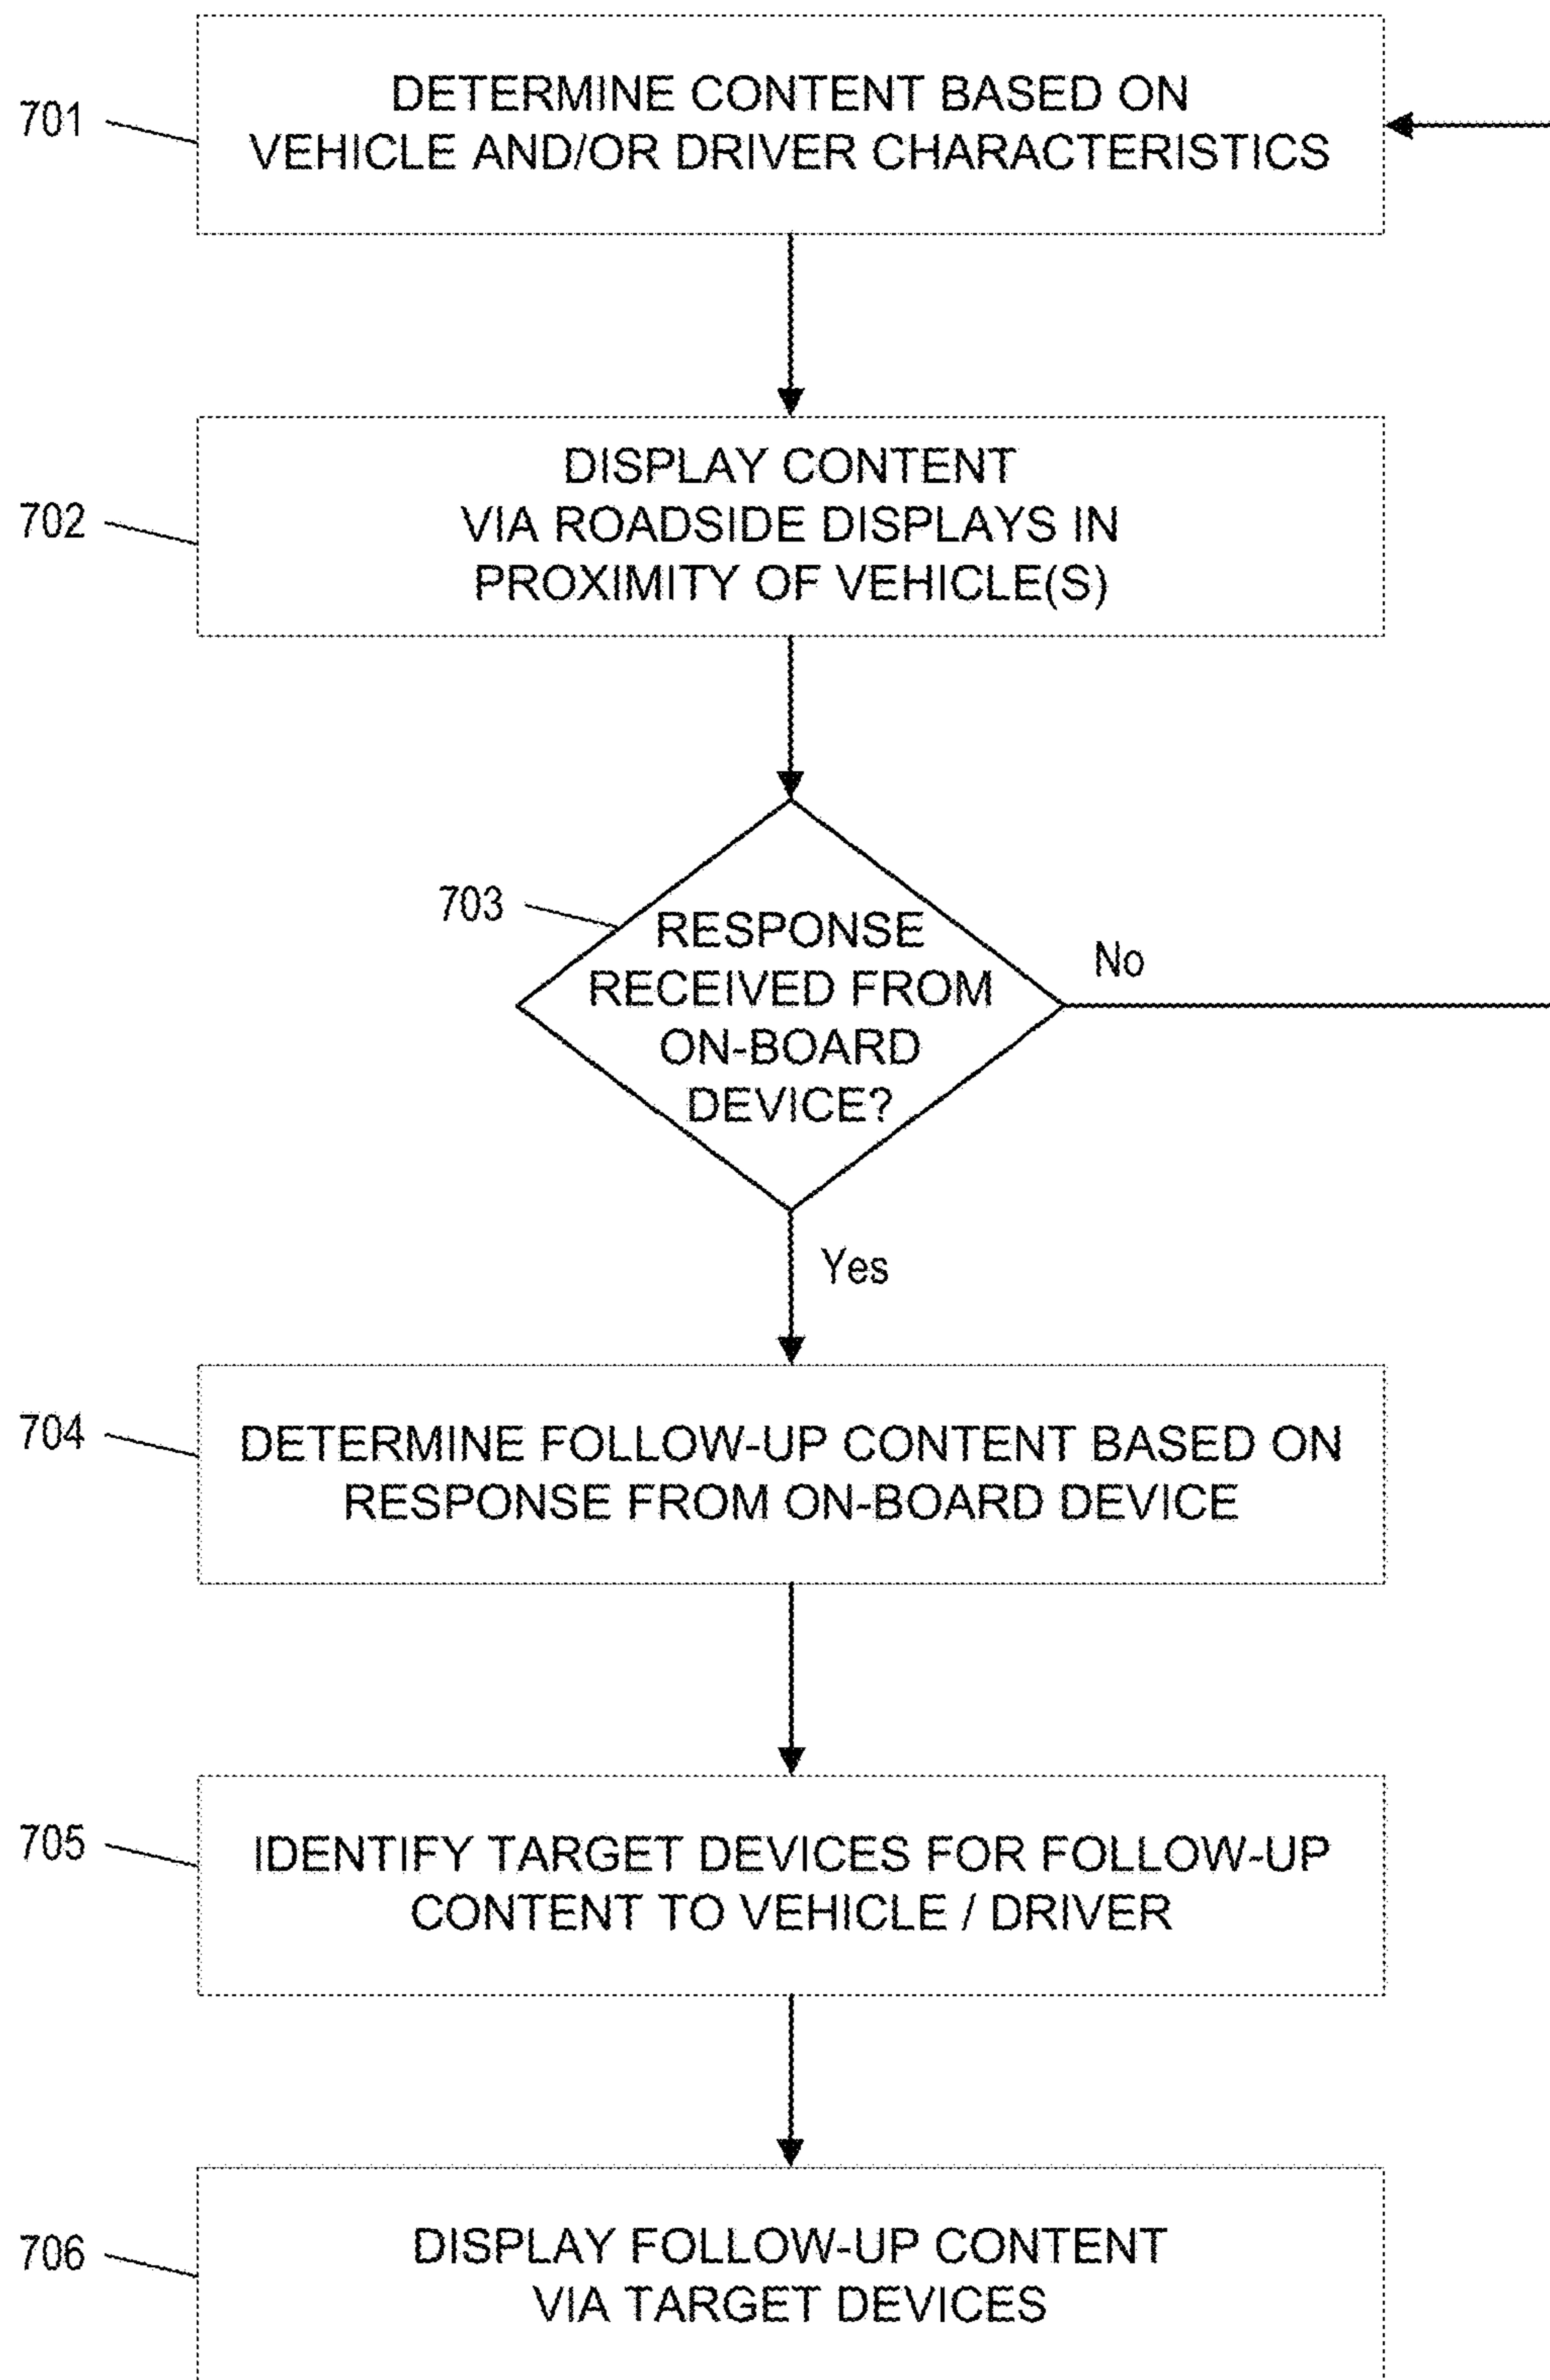 701
DETERMINE CONTENT BASED ON
VEHICLE AND/OR DRIVER CHARACTERISTICS
702
DISPLAY CONTENT
VIA ROADSIDE DISPLAYS IN
PROXIMITY OF VEHICLE(S)
703
RESPONSE
RECEIVED FROM
ON-BOARD
DEVICE?
No
Yes
704
DETERMINE FOLLOW-UP CONTENT BASED ON
RESPONSE FROM ON-BOARD DEVICE
705
IDENTIFY TARGET DEVICES FOR FOLLOW-UP
CONTENT TO VEHICLE / DRIVER
706
DISPLAY FOLLOW-UP CONTENT
VIA TARGET DEVICES